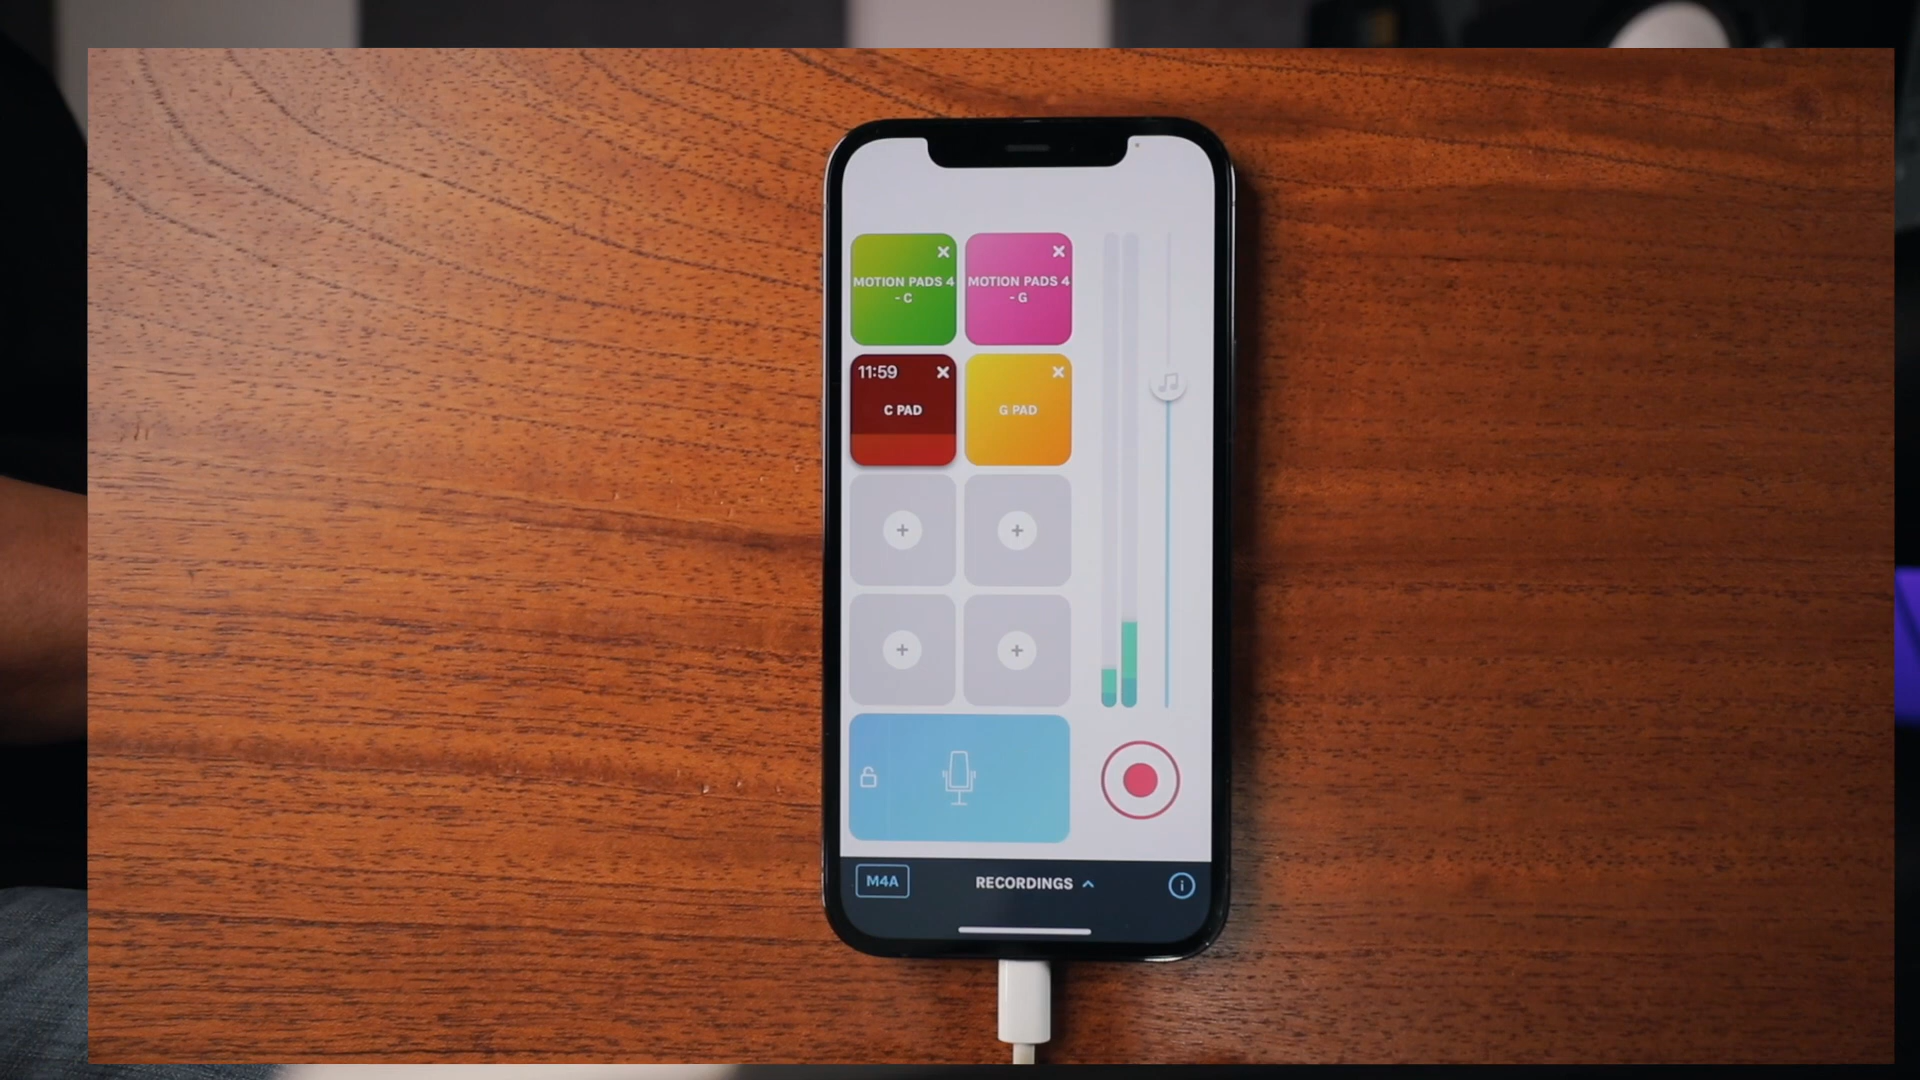 MOTION PADS 4
- C
MOTION PADS 4
- G
11:59
C PAD
G PAD
M4A
RECORDINGS